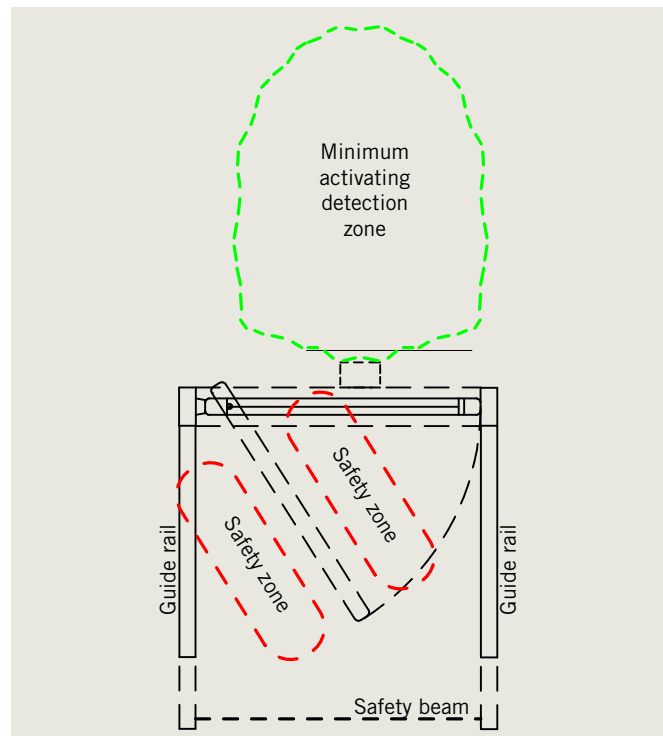 Minimum
activating
detection
zone
Safety zone
Safety zone
Guide rail
Guide rail
Safety beam